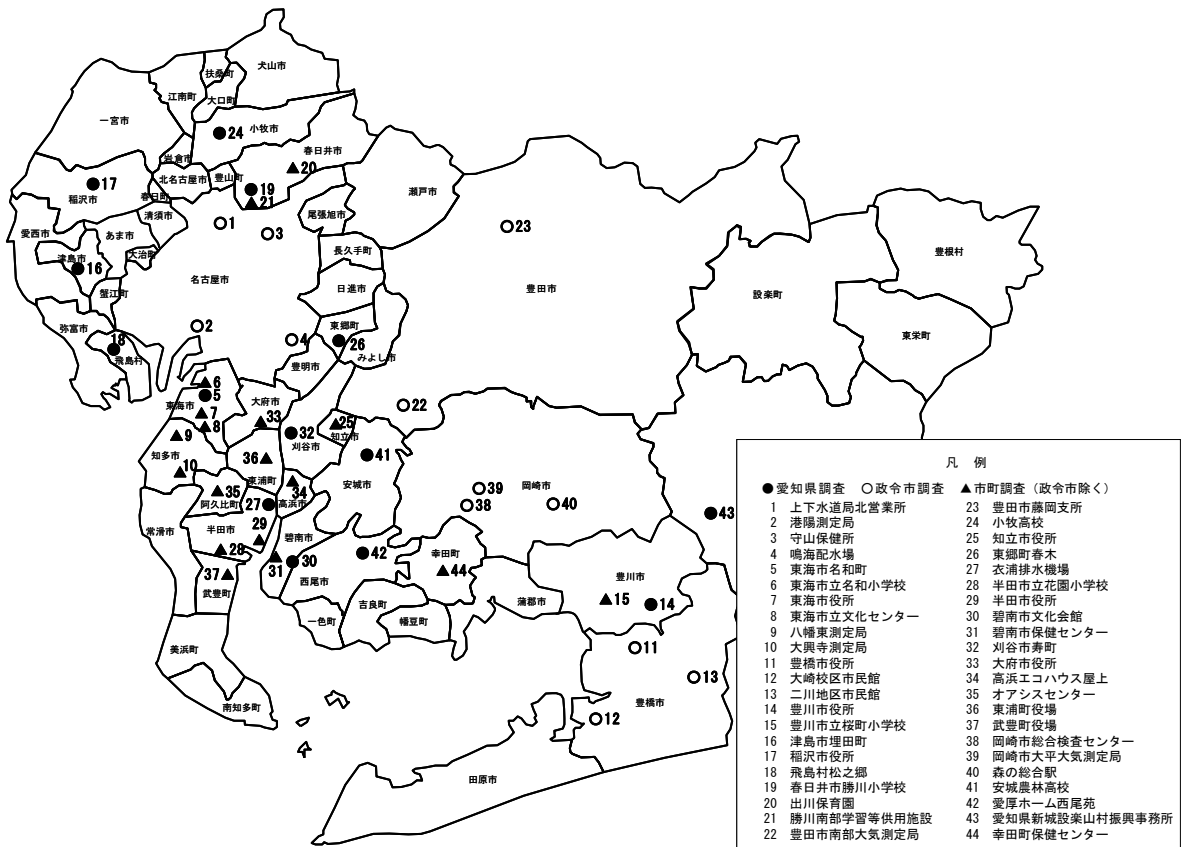 犬山市
扶桑町
江南町
大口町
一宮市
24 小牧市
岩倉市
春日井市
20
北名古屋市
豊山町
19
21
17
稲沢市
春日町
清須市
瀬戸市
尾張旭市
1
3
23
愛西市
あま市
大治町
長久手町
津島市
16
名古屋市
日進市
豊田市
設楽町
豊根村
蟹江町
弥富市
2
東郷町
4
26
東栄町
18
飛島村
みよし市
豊明市
6
5
東海市
7
8
大府市
33
22
9
32
25
知立市
刈谷市
知多市
10
36
東浦町
41
安城市
35
阿久比町
34
高浜市
27
39
38
岡崎市
40
43
常滑市
半田市
29
28
碧南市
31
30
42
西尾市
幸田町
44
37
武豊町
豊川市
15
14
吉良町
一色町
幡豆町
蒲郡市
美浜町
11
13
南知多町
豊橋市
12
田原市
凡 例
●愛知県調査 ○政令市調査 ▲市町調査(政令市除く)
1 上下水道局北営業所
2 港陽測定局
3 守山保健所
4 鳴海配水場
5 東海市名和町
6 東海市立名和小学校
7 東海市役所
8 東海市立文化センター
9 八幡東測定局
10 大興寺測定局
11 豊橋市役所
12 大崎校区市民館
13 二川地区市民館
14 豊川市役所
15 豊川市立桜町小学校
16 津島市埋田町
17 稲沢市役所
18 飛島村松之郷
19 春日井市勝川小学校
20 出川保育園
21 勝川南部学習等供用施設
22 豊田市南部大気測定局
23 豊田市藤岡支所
24 小牧高校
25 知立市役所
26 東郷町春木
27 衣浦排水機場
28 半田市立花園小学校
29 半田市役所
30 碧南市文化会館
31 碧南市保健センター
32 刈谷市寿町
33 大府市役所
34 高浜エコハウス屋上
35 オアシスセンター
36 東浦町役場
37 武豊町役場
38 岡崎市総合検査センター
39 岡崎市大平大気測定局
40 森の総合駅
41 安城農林高校
42 愛厚ホーム西尾苑
43 愛知県新城設楽山村振興事務所
44 幸田町保健センター